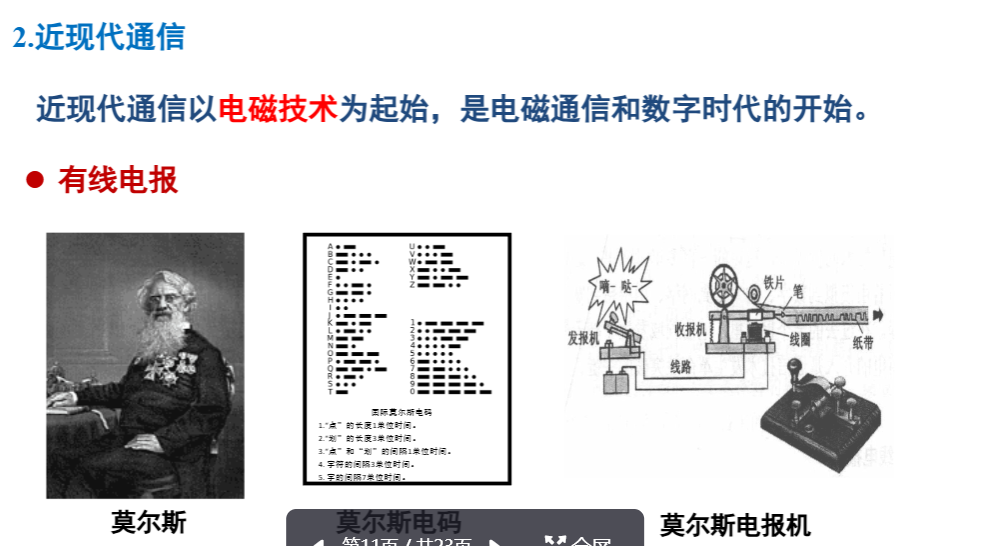 2.近现代通信
近现代通信以电磁技术为起始，是电磁通信和数字时代的开始。
● 有线电报
A
B
C
D
E
F
G
H
I
J
K
L
M
N
O
P
Q
R
S
T
U
V
W
X
Y
Z
1
2
3
4
5
6
7
8
9
0
国际莫尔斯电码
1."点"的长度1单位时间。
2."划"的长度3单位时间。
3."点"和"划"的间隔1单位时间。
4. 字符的间隔3单位时间。
5. 字的间隔7单位时间。
嘀- 哒-
发报机
收报机
铁片
笔
线圈
纸带
线路
莫尔斯
莫尔斯电码
莫尔斯电报机
第11页 / 共23页
全屏